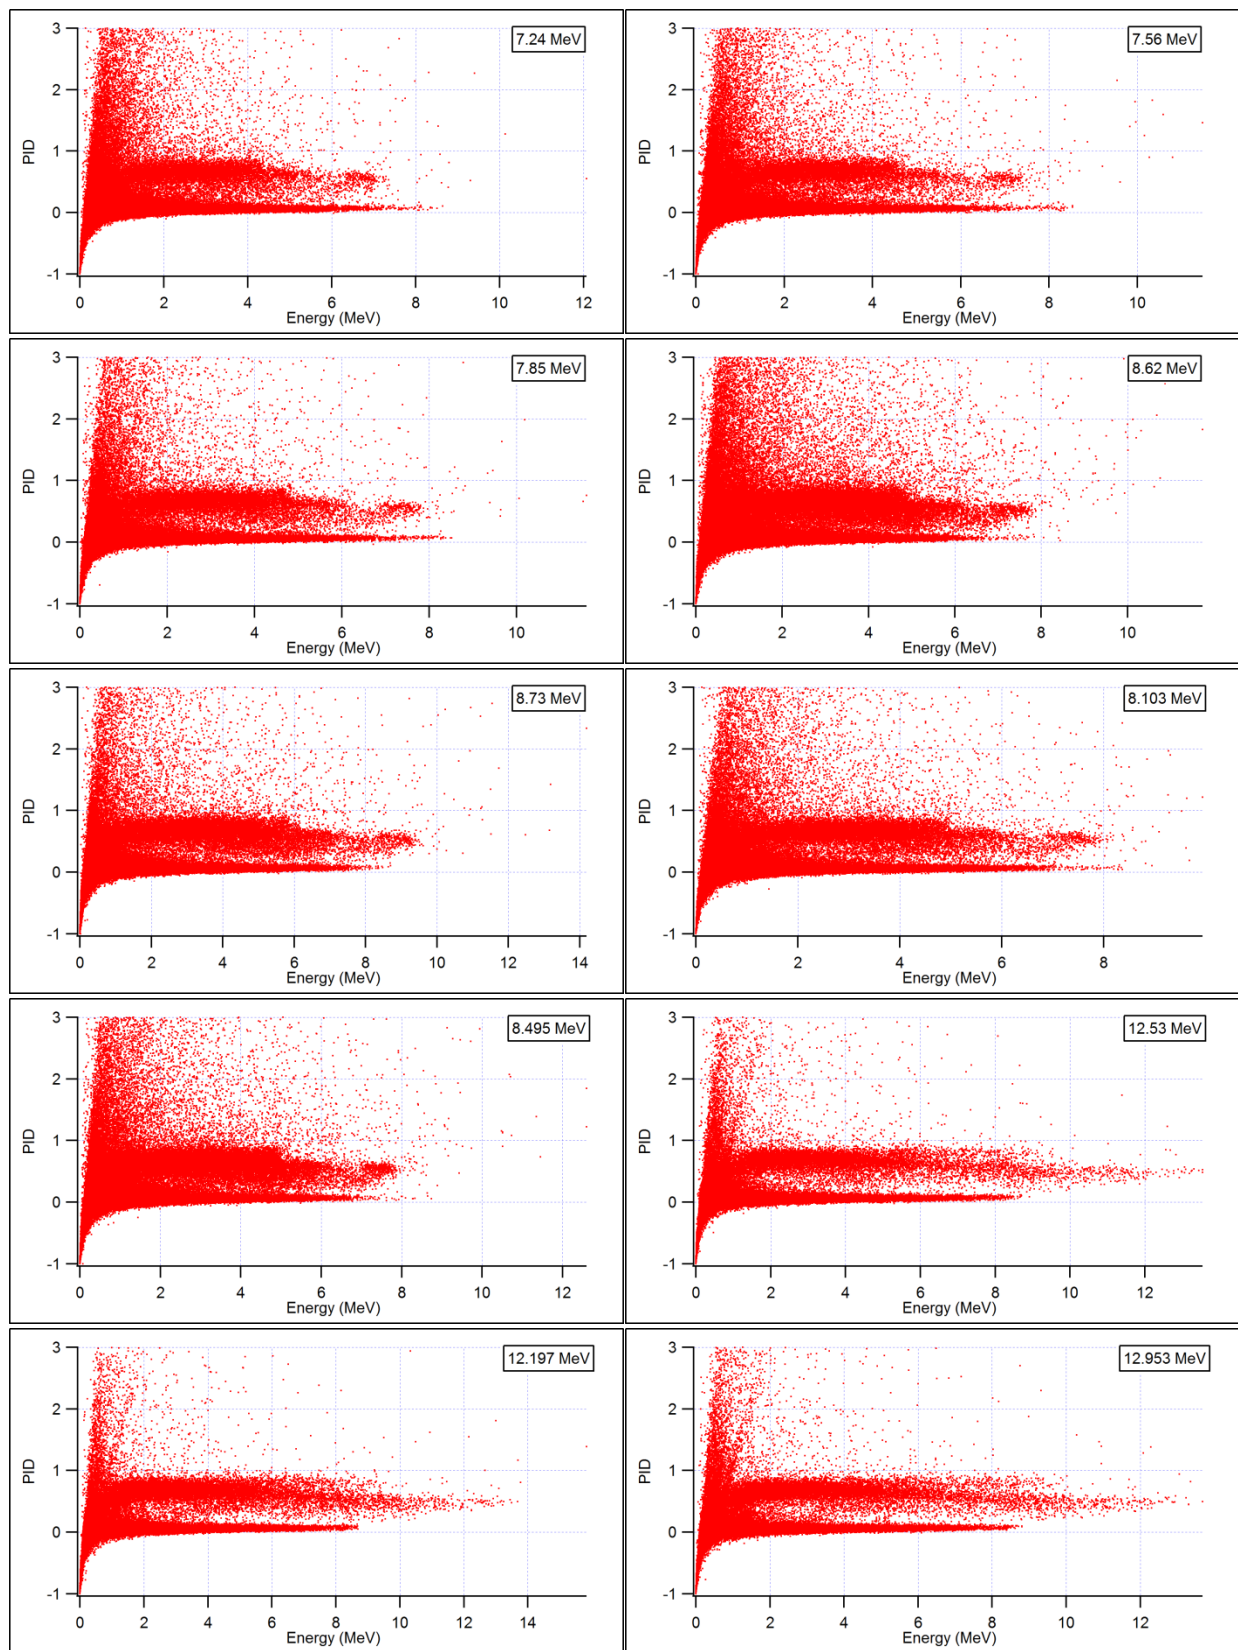 3
2
1
0
-1
PID
7.24 MeV
0 2 4 6 8 10 12
Energy (MeV)
3
2
1
0
-1
PID
7.56 MeV
0 2 4 6 8 10
Energy (MeV)
3
2
1
0
-1
PID
7.85 MeV
0 2 4 6 8 10
Energy (MeV)
3
2
1
0
-1
PID
8.62 MeV
0 2 4 6 8 10
Energy (MeV)
3
2
1
0
-1
PID
8.73 MeV
0 2 4 6 8 10 12 14
Energy (MeV)
3
2
1
0
-1
PID
8.103 MeV
0 2 4 6 8
Energy (MeV)
3
2
1
0
-1
PID
8.495 MeV
0 2 4 6 8 10 12
Energy (MeV)
3
2
1
0
-1
PID
12.53 MeV
0 2 4 6 8 10 12
Energy (MeV)
3
2
1
0
-1
PID
12.197 MeV
0 2 4 6 8 10 12 14
Energy (MeV)
3
2
1
0
-1
PID
12.953 MeV
0 2 4 6 8 10 12
Energy (MeV)